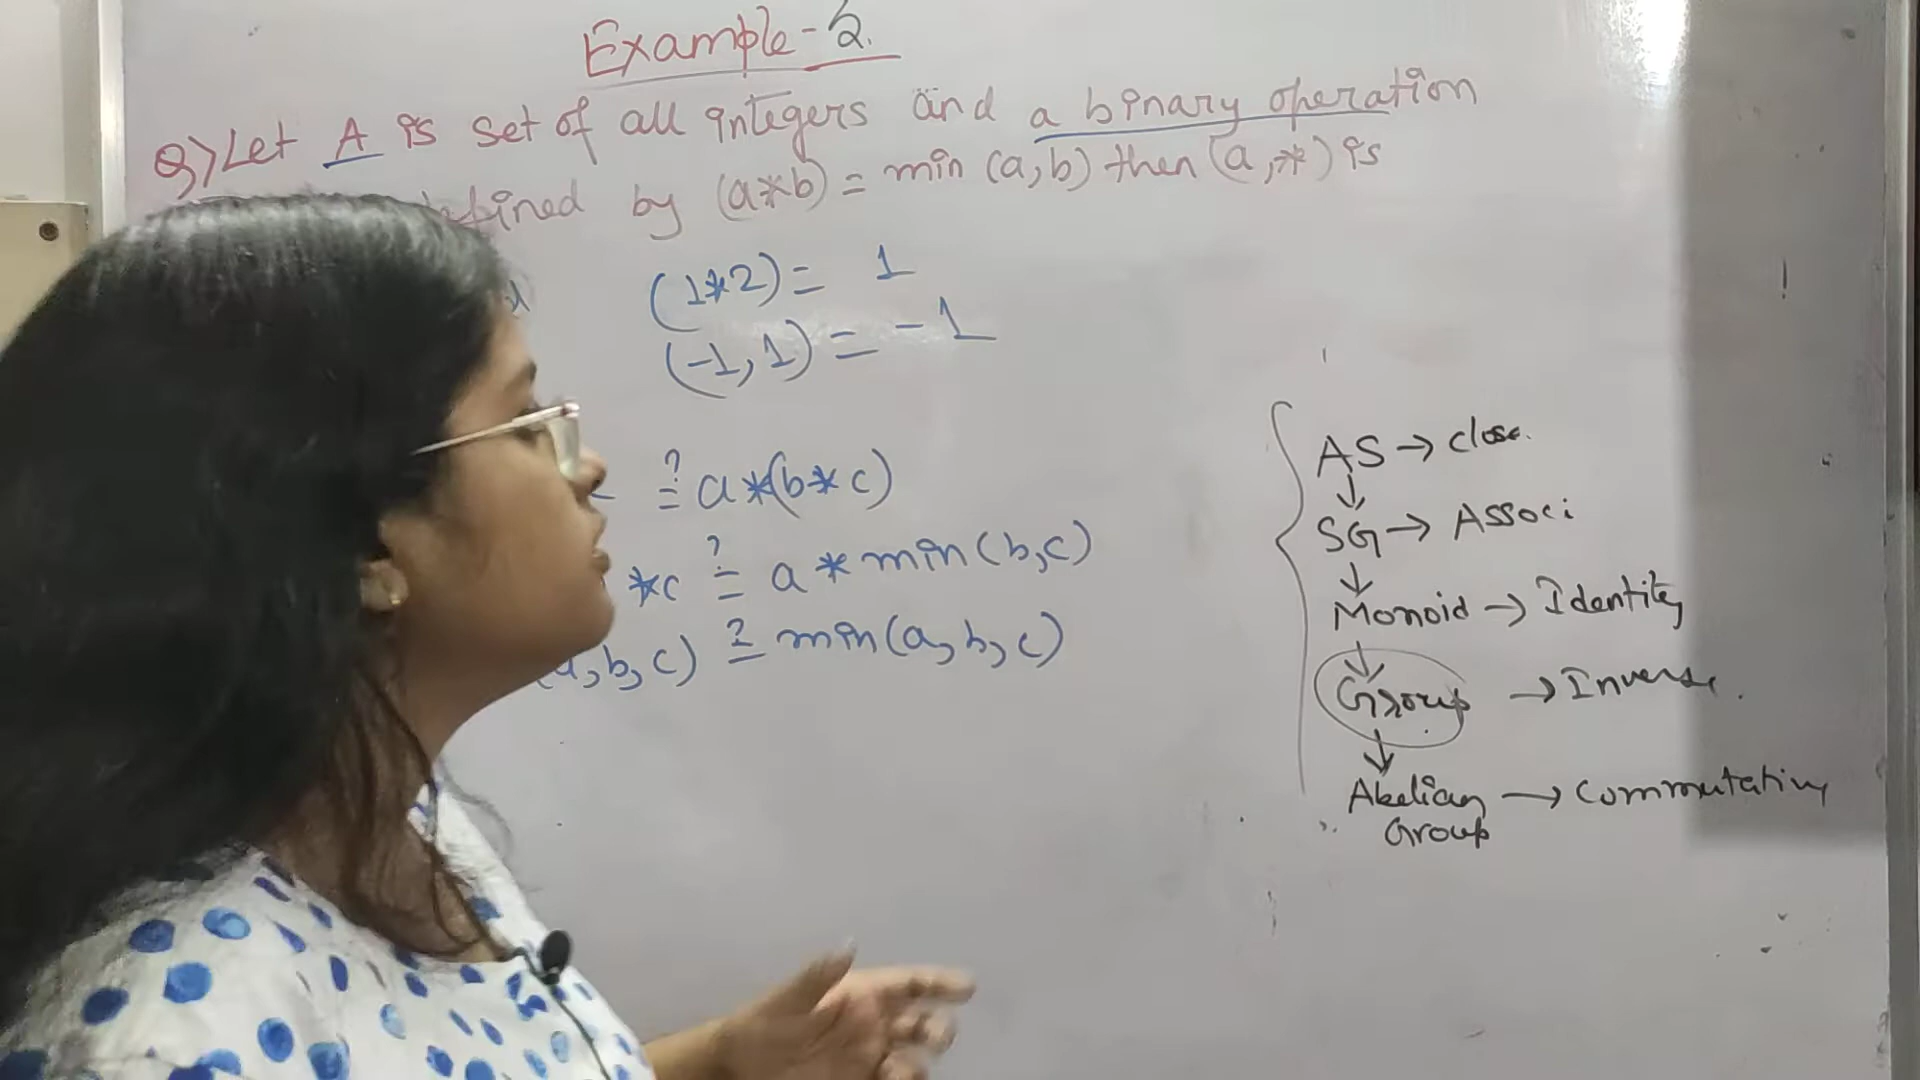 Example-2.
Q) Let A is set of all integers and a binary operation
defined by (a*b) = min (a,b) then (a,*) is
(1*2) = 1
(-1,1) = -1
≟ a*(b*c)
*c ≟ a * min(b,c)
(a,b,c) ≟ min(a,b,c)
AS → close.
↓
SG → Associ
↓
Monoid → Identity
↓
Group → Inverse.
↓
Abelian → Commutative
Group